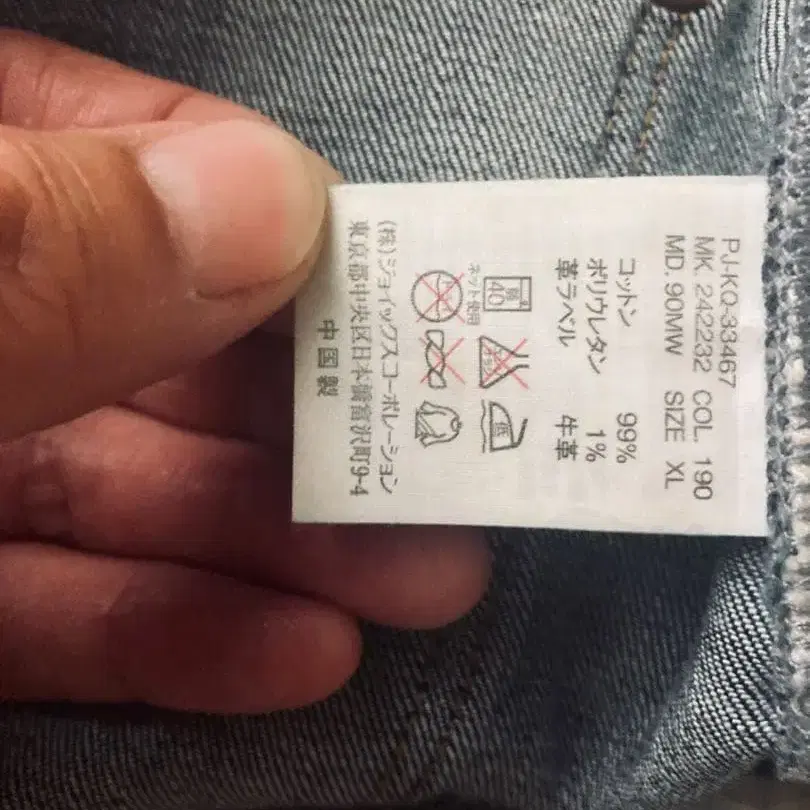 PJ-KQ-33467
MK. 242232 COL. 190
MD. 90MW SIZE XL
コットン 99%
ポリウレタン 1%
革ラベル 牛革
弱
40
ネット使用
低
(株)ジョイックスコーポレーション
東京都中央区日本橋富沢町9-4
中国製